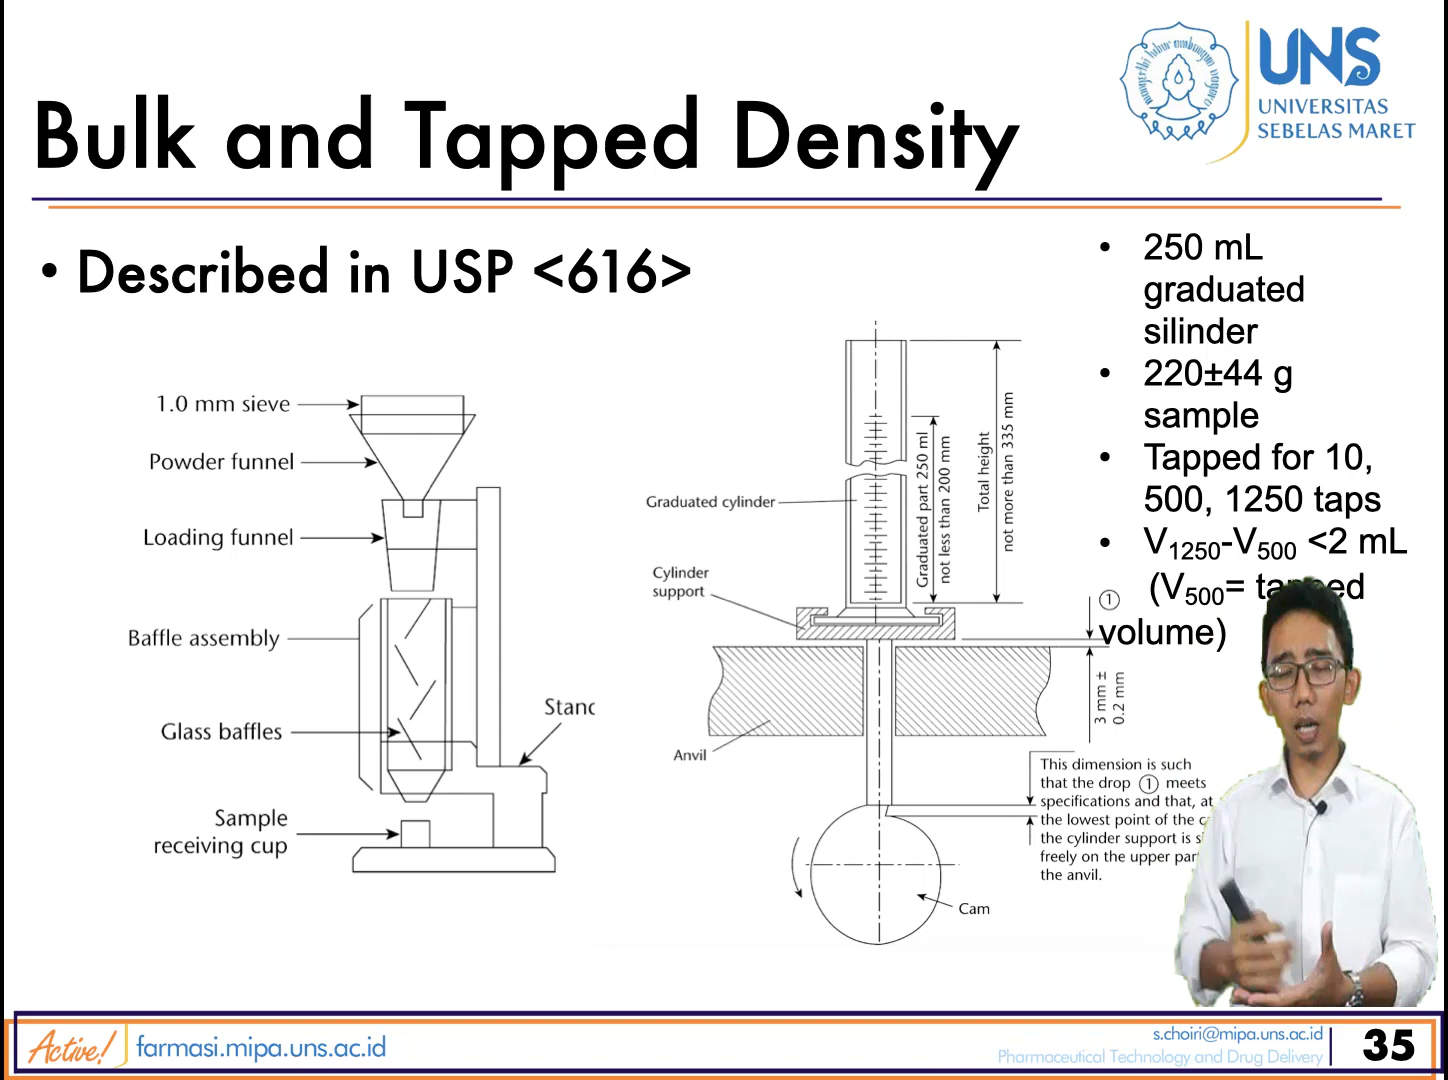 UNS
UNIVERSITAS
SEBELAS MARET
Bulk and Tapped Density
• Described in USP <616>
• 250 mL
graduated
silinder
• 220±44 g
sample
• Tapped for 10,
500, 1250 taps
• V1250-V500 <2 mL
(V500= tapped
volume)
1.0 mm sieve
Powder funnel
Loading funnel
Baffle assembly
Glass baffles
Sample
receiving cup
Stand
Graduated cylinder
Cylinder
support
Anvil
Graduated part 250 ml
not less than 200 mm
Total height
not more than 335 mm
①
3 mm ±
0.2 mm
This dimension is such
that the drop ① meets
specifications and that, at
the lowest point of the
the cylinder support is
freely on the upper
the anvil.
Cam
Active!
farmasi.mipa.uns.ac.id
s.choiri@mipa.uns.ac.id
Pharmaceutical Technology and Drug Delivery
35